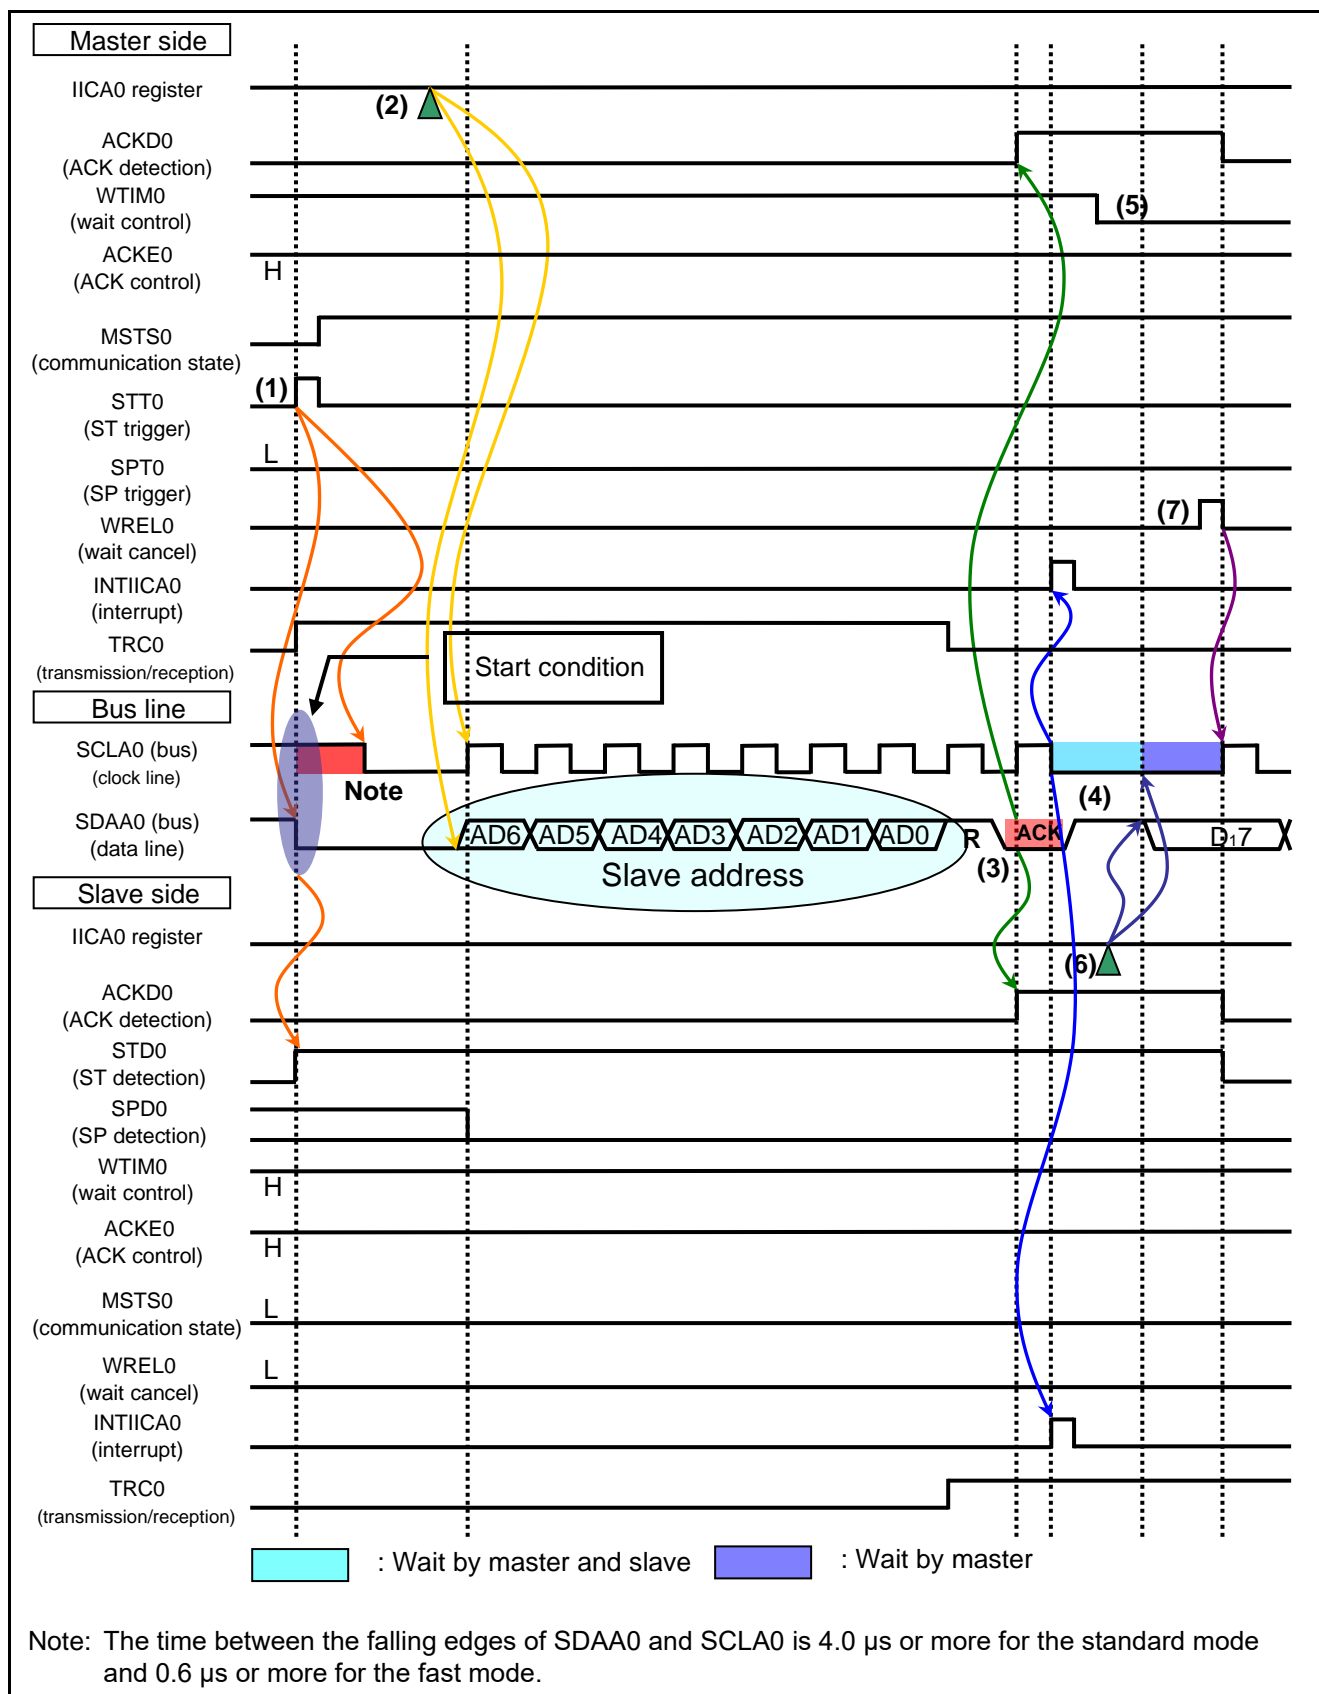 Master side
IICA0 register
(2)
ACKD0
(ACK detection)
WTIM0
(wait control)
(5)
ACKE0
(ACK control)
H
MSTS0
(communication state)
(1)
STT0
(ST trigger)
L
SPT0
(SP trigger)
WREL0
(wait cancel)
(7)
INTIICA0
(interrupt)
TRC0
(transmission/reception)
Start condition
Bus line
SCLA0 (bus)
(clock line)
Note
(4)
SDAA0 (bus)
(data line)
AD6 AD5 AD4 AD3 AD2 AD1 AD0 R ACK D17
(3)
Slave address
Slave side
IICA0 register
(6)
ACKD0
(ACK detection)
STD0
(ST detection)
SPD0
(SP detection)
WTIM0
(wait control)
H
ACKE0
(ACK control)
H
MSTS0
(communication state)
L
WREL0
(wait cancel)
L
INTIICA0
(interrupt)
TRC0
(transmission/reception)
: Wait by master and slave
: Wait by master
Note: The time between the falling edges of SDAA0 and SCLA0 is 4.0 µs or more for the standard mode
and 0.6 µs or more for the fast mode.